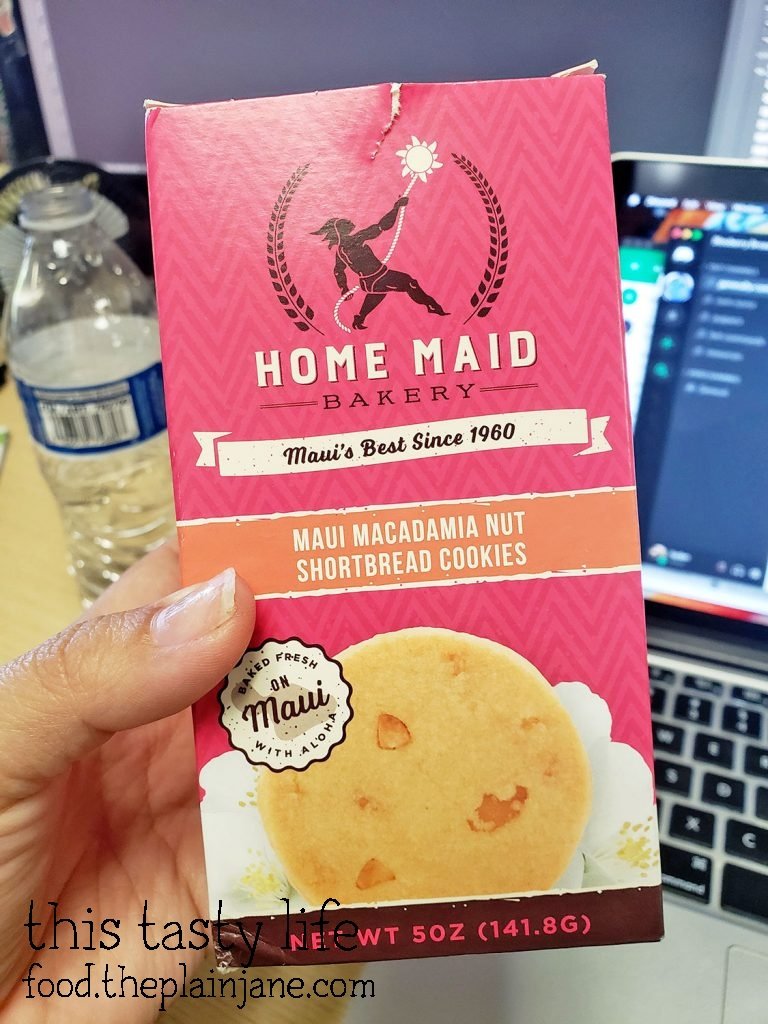 HOME MAID
BAKERY
Maui's Best Since 1960
MAUI MACADAMIA NUT
SHORTBREAD COOKIES
BAKED FRESH
ON
Maui
WITH ALOHA
NET WT 5OZ (141.8G)
this tasty life
food.theplainjane.com
W
E
S
D
X
C
command